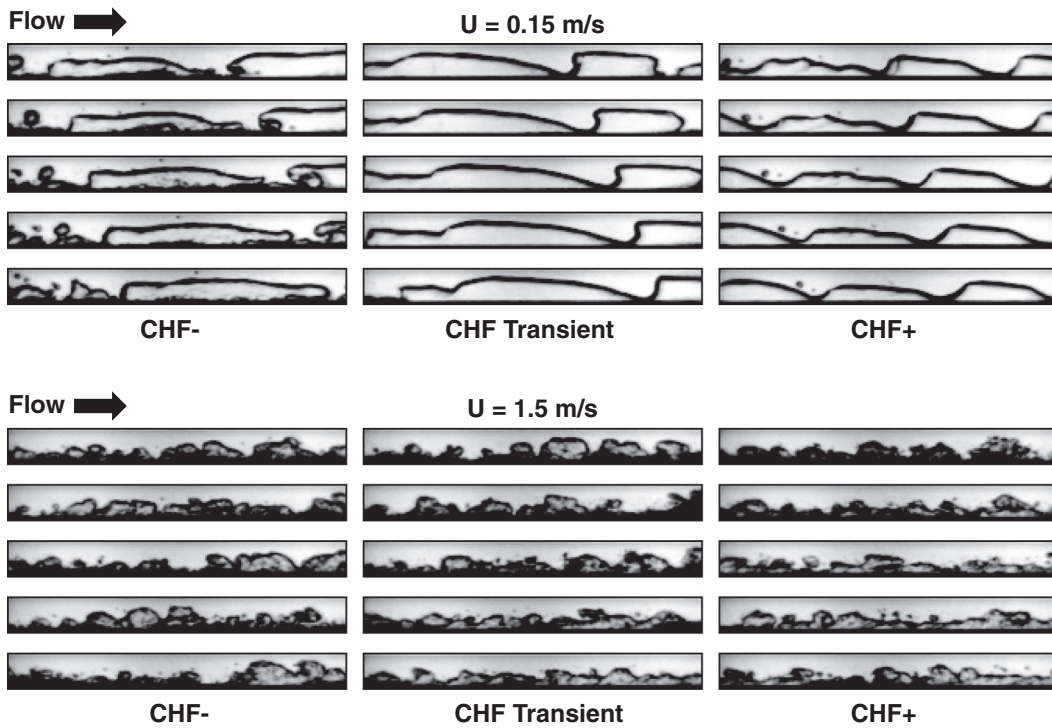 Flow
U = 0.15 m/s
CHF-
CHF Transient
CHF+
Flow
U = 1.5 m/s
CHF-
CHF Transient
CHF+